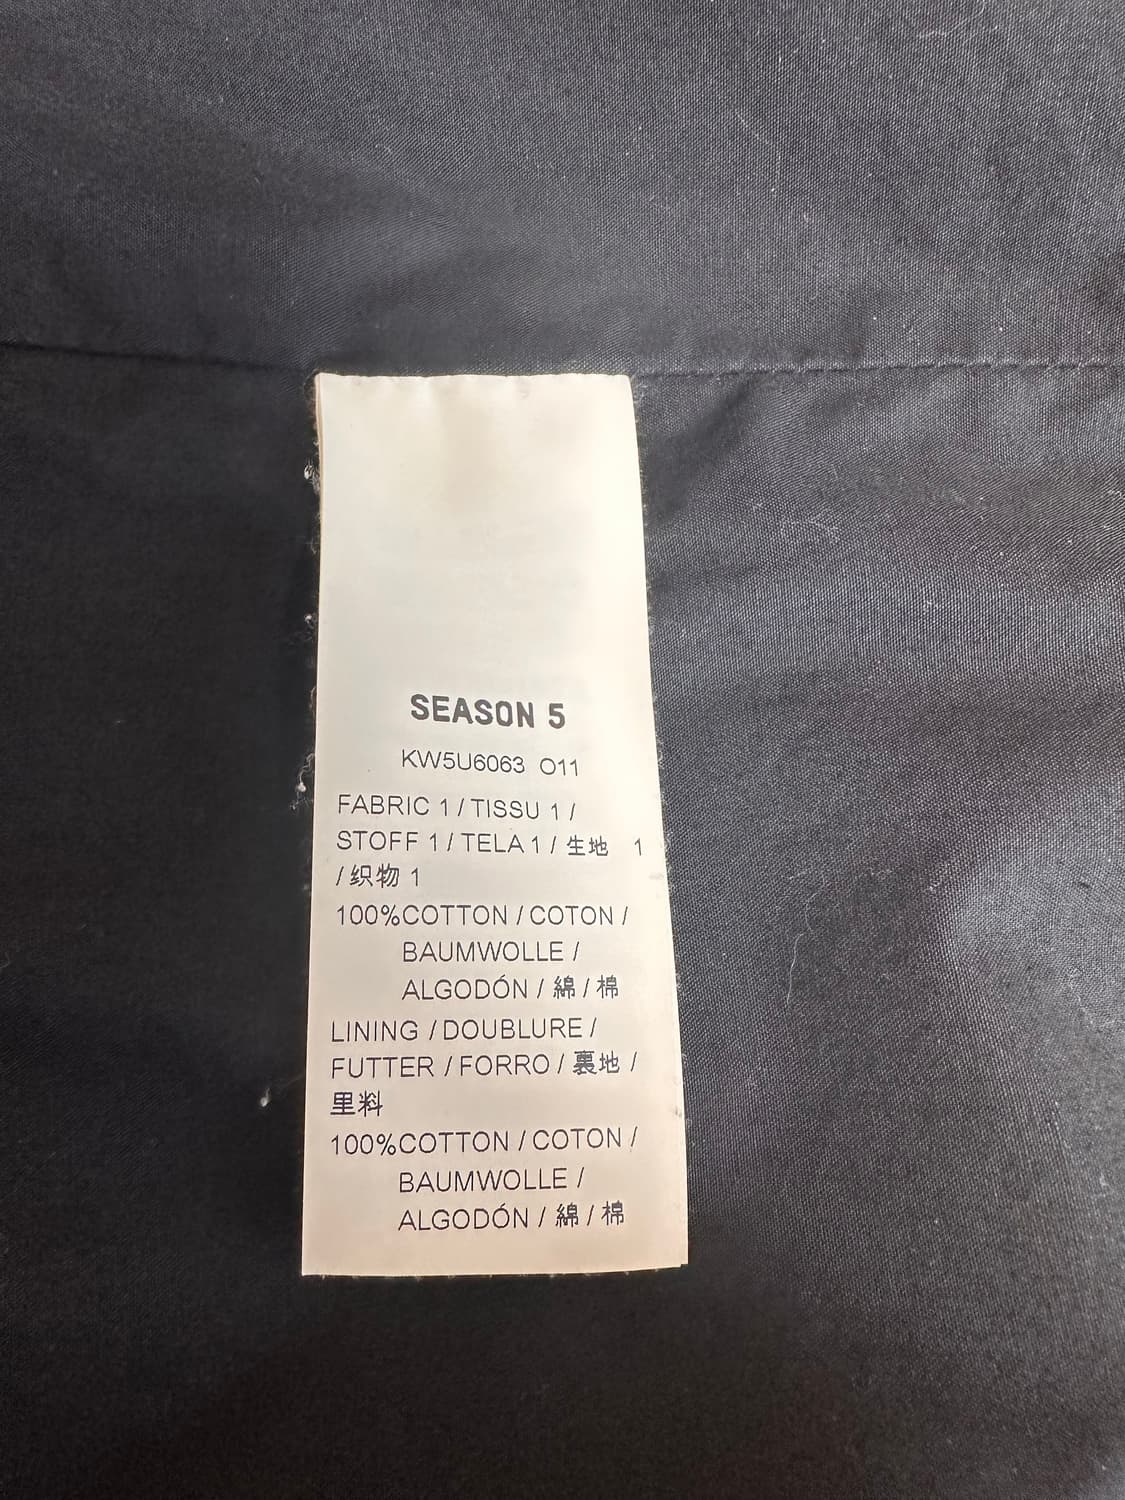 SEASON 5
KW5U6063 O11
FABRIC 1 / TISSU 1 /
STOFF 1 / TELA 1 / 生地 1
/ 织物 1
100%COTTON / COTON /
BAUMWOLLE /
ALGODÓN / 綿 / 棉
LINING / DOUBLURE /
FUTTER / FORRO / 裏地 /
里料
100%COTTON / COTON /
BAUMWOLLE /
ALGODÓN / 綿 / 棉